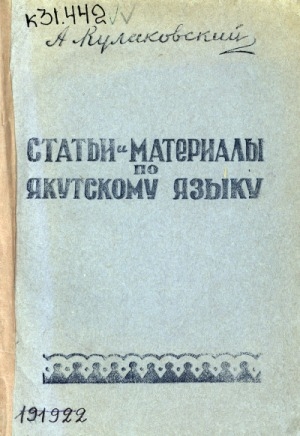 к31.442
А Кулаковский
СТАТЬИ и МАТЕРИАЛЫ
ПО
ЯКУТСКОМУ ЯЗЫКУ
191922